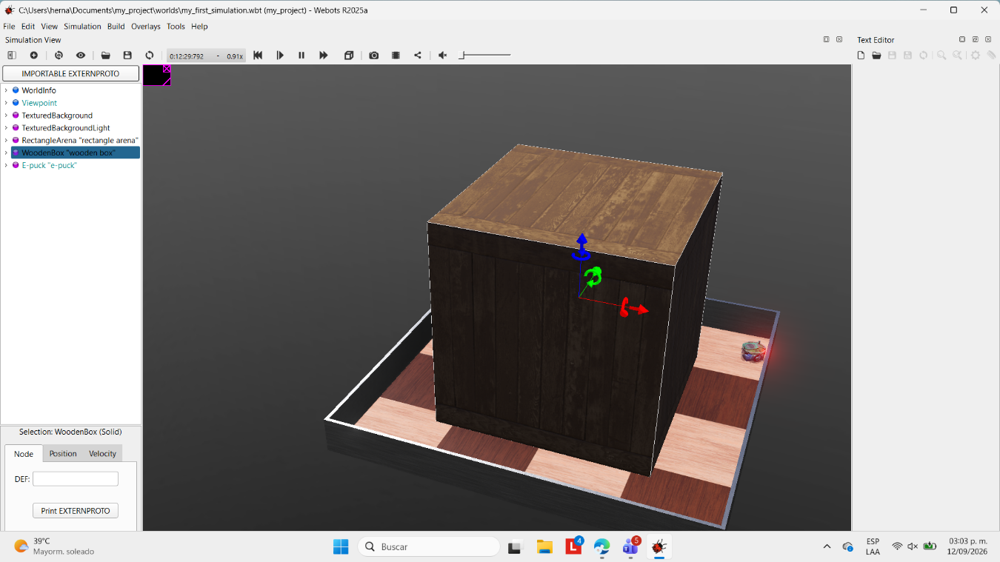 C:\Users\herna\Documents\my_project\worlds\my_first_simulation.wbt (my_project) - Webots R2025a
File Edit View Simulation Build Overlays Tools Help
Simulation View
Text Editor
0:12:29:792 - 0.91x
IMPORTABLE EXTERNPROTO
WorldInfo
Viewpoint
TexturedBackground
TexturedBackgroundLight
RectangleArena "rectangle arena"
WoodenBox "wooden box"
E-puck "e-puck"
Selection: WoodenBox (Solid)
Node Position Velocity
DEF:
Print EXTERNPROTO
39°C
Mayorm. soleado
Buscar
L 4
T 5
ESP
LAA
03:03 p. m.
12/09/2026